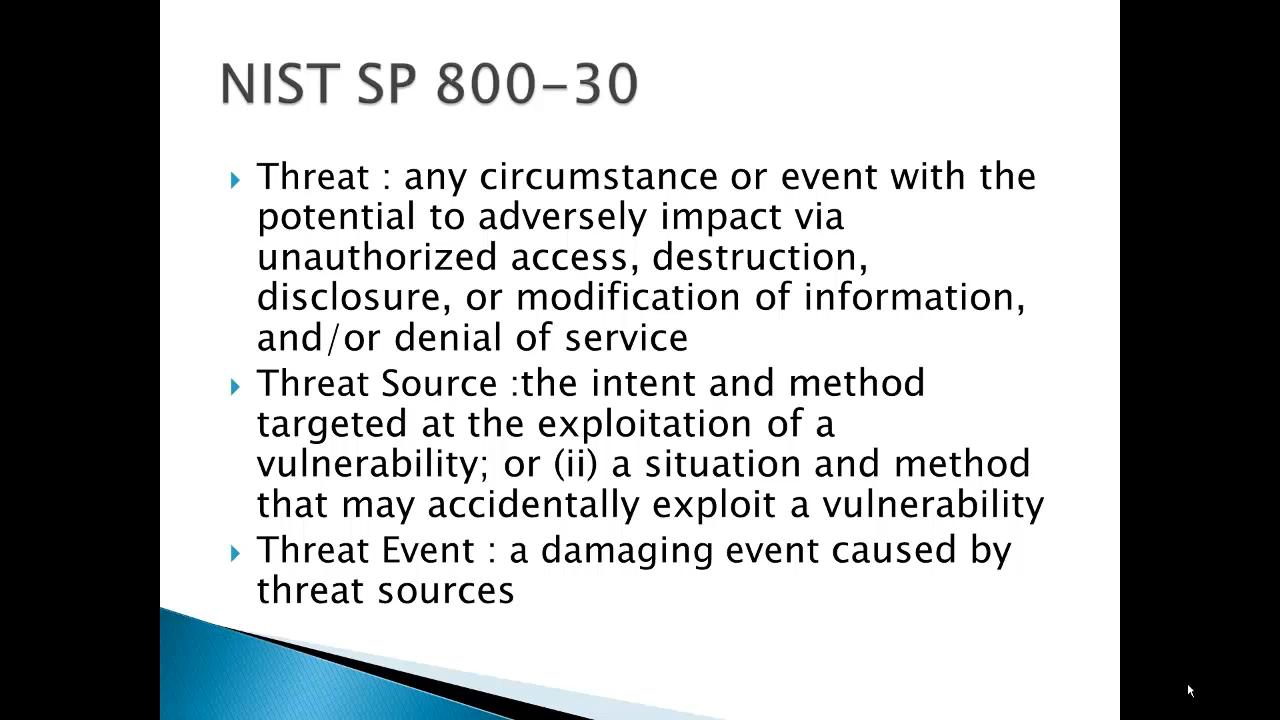 NIST SP 800-30
Threat : any circumstance or event with the
potential to adversely impact via
unauthorized access, destruction,
disclosure, or modification of information,
and/or denial of service
Threat Source :the intent and method
targeted at the exploitation of a
vulnerability; or (ii) a situation and method
that may accidentally exploit a vulnerability
Threat Event : a damaging event caused by
threat sources